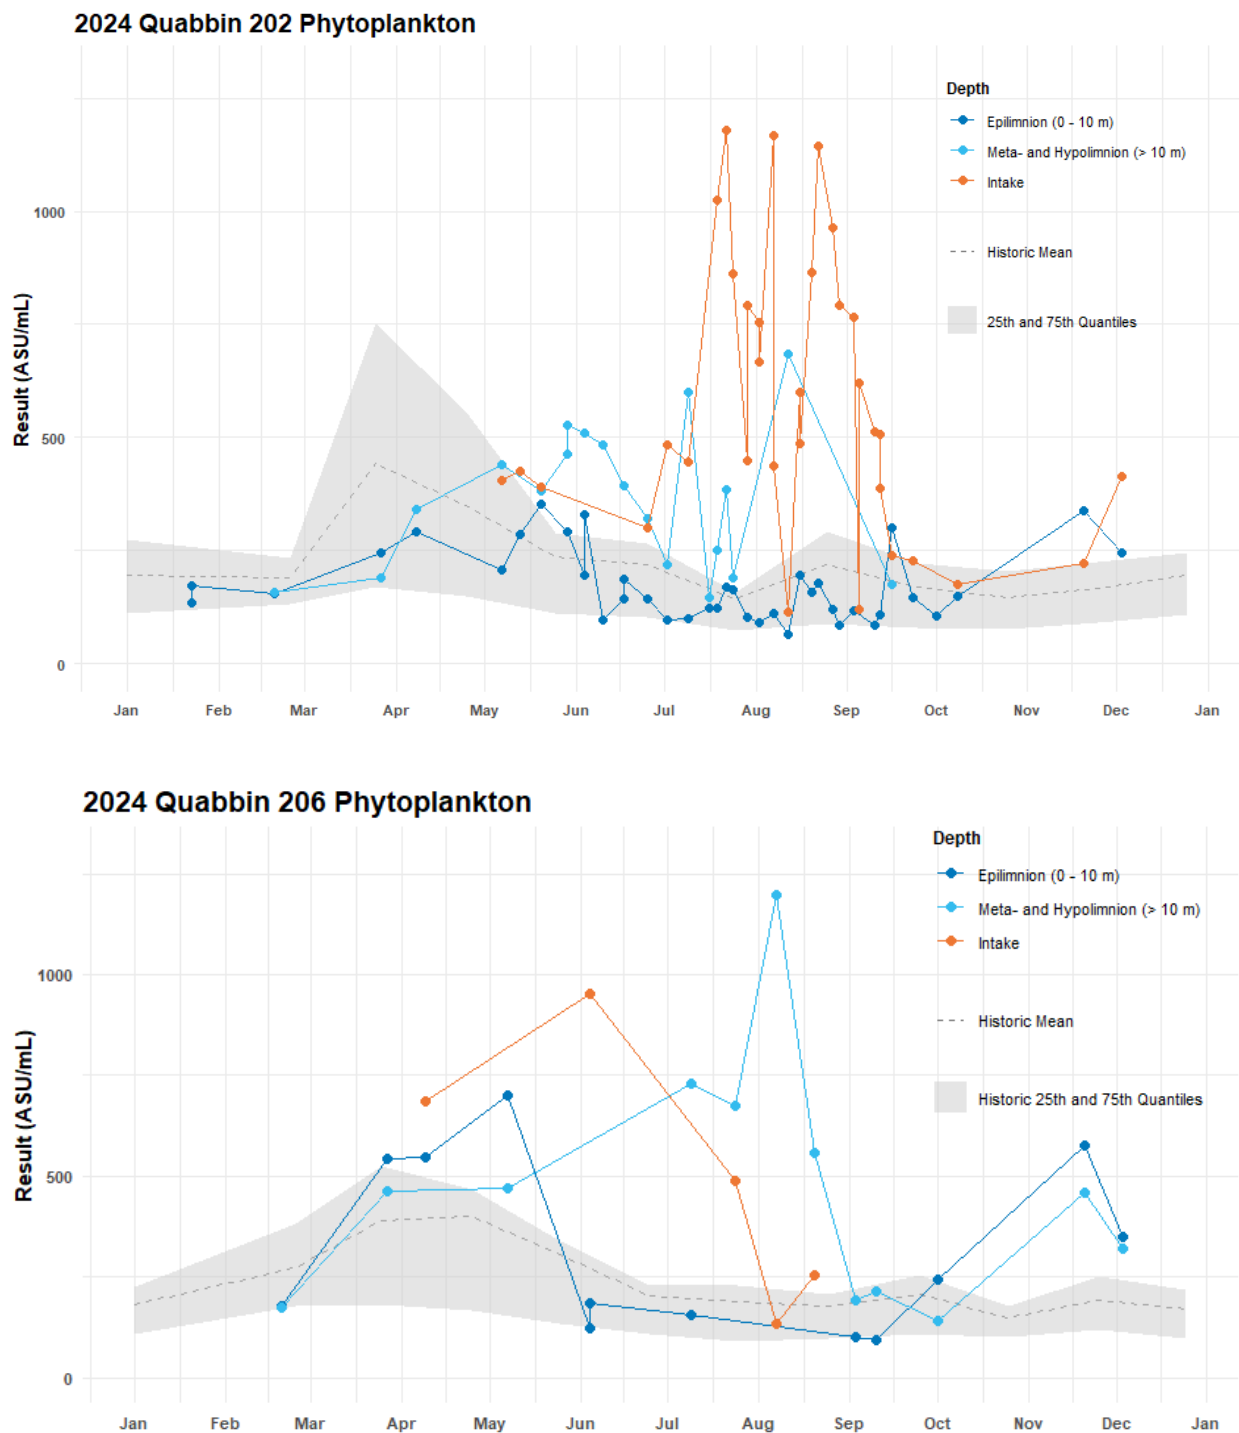 2024 Quabbin 202 Phytoplankton
Depth
Epilimnion (0 - 10 m)
Meta- and Hypolimnion (> 10 m)
Intake
Historic Mean
25th and 75th Quantiles
Result (ASU/mL)
1000
500
0
Jan Feb Mar Apr May Jun Jul Aug Sep Oct Nov Dec Jan
2024 Quabbin 206 Phytoplankton
Depth
Epilimnion (0 - 10 m)
Meta- and Hypolimnion (> 10 m)
Intake
Historic Mean
Historic 25th and 75th Quantiles
Result (ASU/mL)
1000
500
0
Jan Feb Mar Apr May Jun Jul Aug Sep Oct Nov Dec Jan